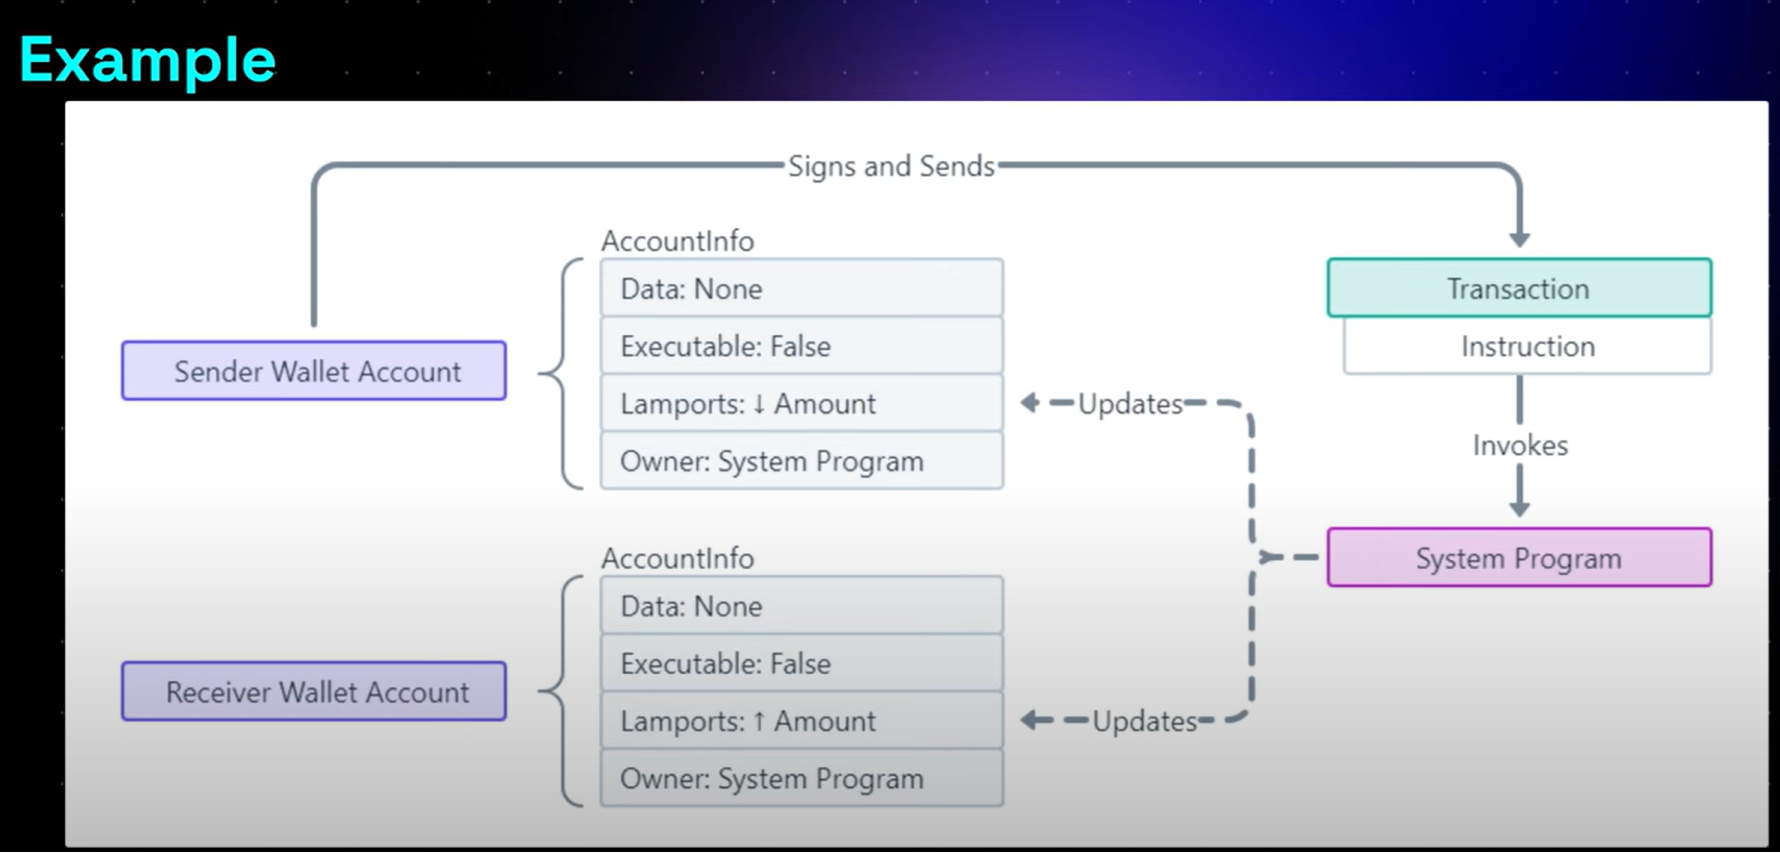 Example
Signs and Sends
AccountInfo
Data: None
Executable: False
Lamports: ↓ Amount
Owner: System Program
Sender Wallet Account
Updates
Transaction
Instruction
Invokes
System Program
AccountInfo
Data: None
Executable: False
Lamports: ↑ Amount
Owner: System Program
Receiver Wallet Account
Updates